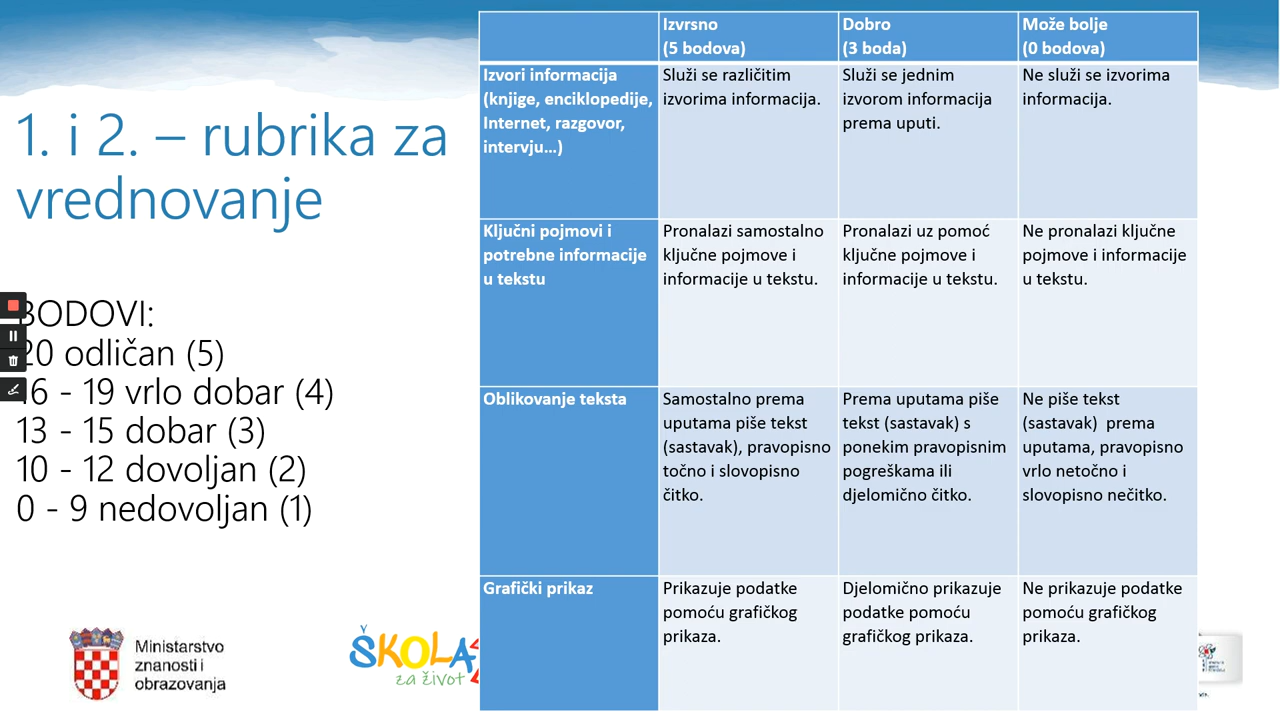 1. i 2. – rubrika za
vrednovanje
BODOVI:
20 odličan (5)
16 - 19 vrlo dobar (4)
13 - 15 dobar (3)
10 - 12 dovoljan (2)
0 - 9 nedovoljan (1)
Izvrsno
(5 bodova)
Dobro
(3 boda)
Može bolje
(0 bodova)
Izvori informacija
(knjige, enciklopedije,
Internet, razgovor,
intervju...)
Služi se različitim
izvorima informacija.
Služi se jednim
izvorom informacija
prema uputi.
Ne služi se izvorima
informacija.
Ključni pojmovi i
potrebne informacije
u tekstu
Pronalazi samostalno
ključne pojmove i
informacije u tekstu.
Pronalazi uz pomoć
ključne pojmove i
informacije u tekstu.
Ne pronalazi ključne
pojmove i informacije
u tekstu.
Oblikovanje teksta
Samostalno prema
uputama piše tekst
(sastavak), pravopisno
točno i slovopisno
čitko.
Prema uputama piše
tekst (sastavak) s
ponekim pravopisnim
pogreškama ili
djelomično čitko.
Ne piše tekst
(sastavak)  prema
uputama, pravopisno
vrlo netočno i
slovopisno nečitko.
Grafički prikaz
Prikazuje podatke
pomoću grafičkog
prikaza.
Djelomično prikazuje
podatke pomoću
grafičkog prikaza.
Ne prikazuje podatke
pomoću grafičkog
prikaza.
Ministarstvo
znanosti i
obrazovanja
ŠKOLA
za život